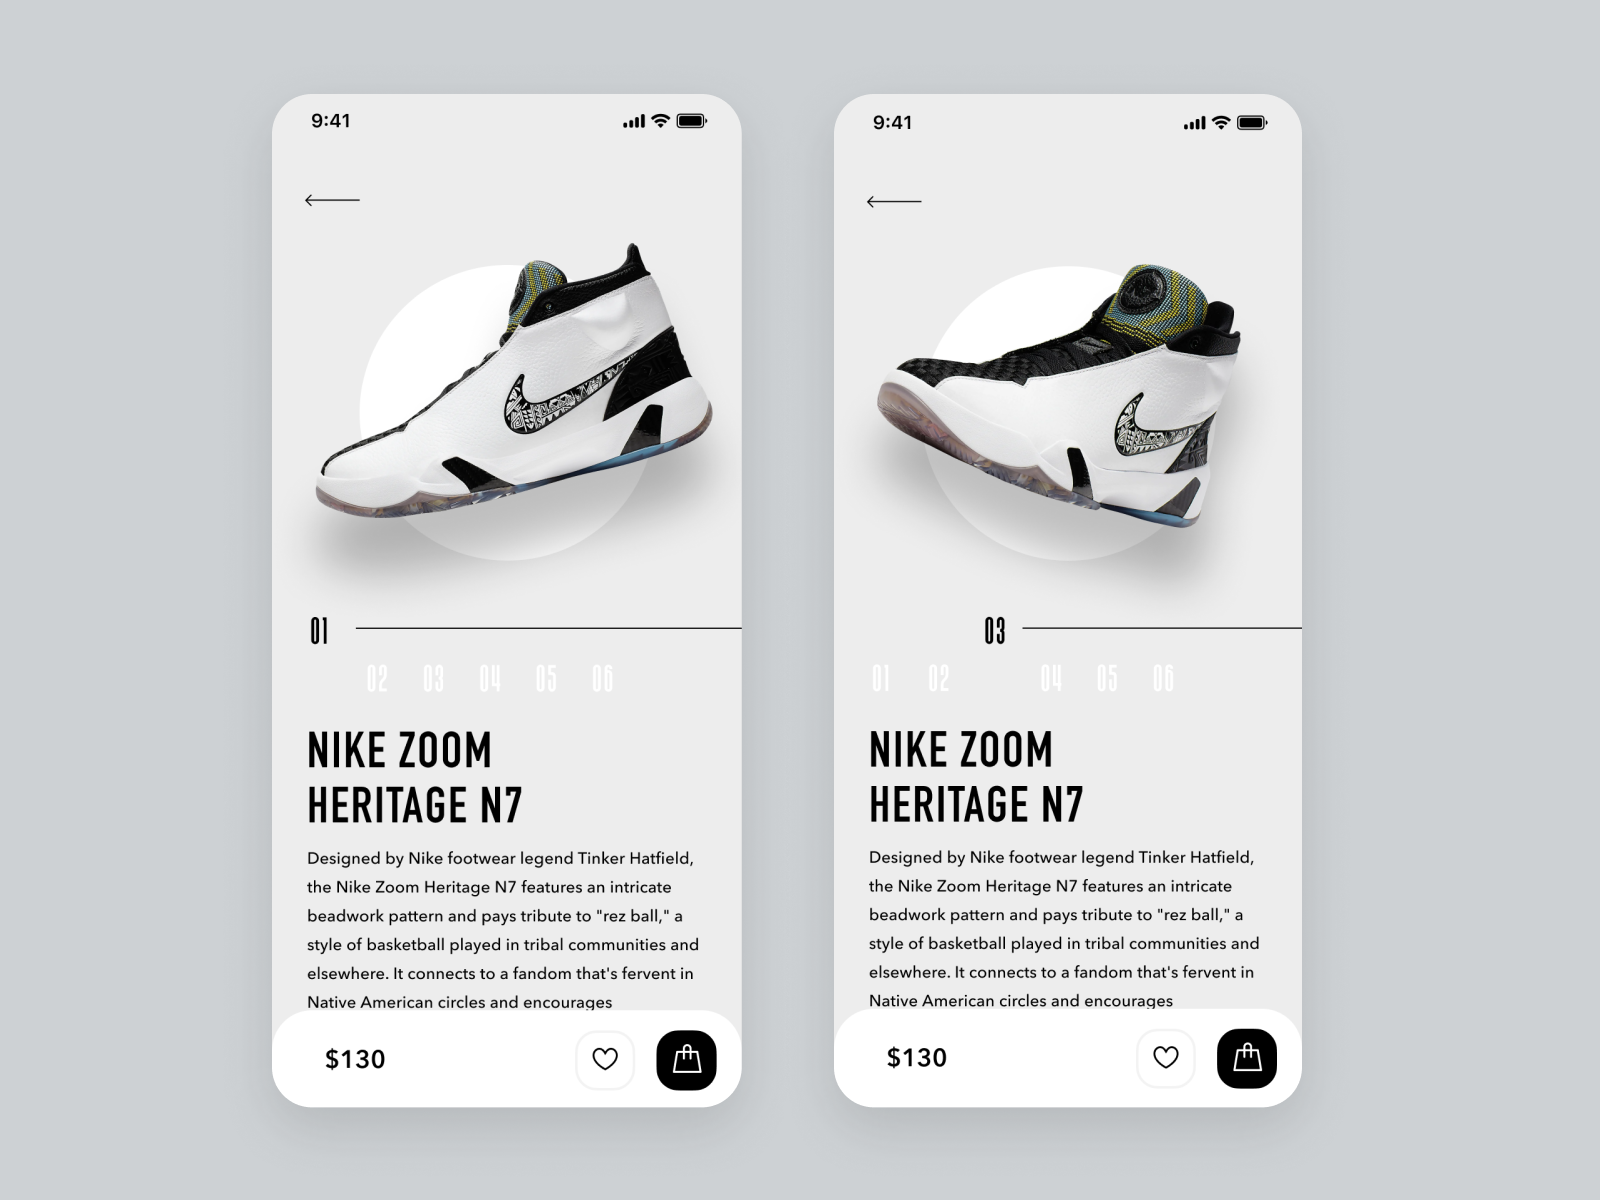 9:41
01
02 03 04 05 06
NIKE ZOOM
HERITAGE N7
Designed by Nike footwear legend Tinker Hatfield,
the Nike Zoom Heritage N7 features an intricate
beadwork pattern and pays tribute to "rez ball," a
style of basketball played in tribal communities and
elsewhere. It connects to a fandom that's fervent in
Native American circles and encourages
$130
9:41
03
01 02 04 05 06
NIKE ZOOM
HERITAGE N7
Designed by Nike footwear legend Tinker Hatfield,
the Nike Zoom Heritage N7 features an intricate
beadwork pattern and pays tribute to "rez ball," a
style of basketball played in tribal communities and
elsewhere. It connects to a fandom that's fervent in
Native American circles and encourages
$130